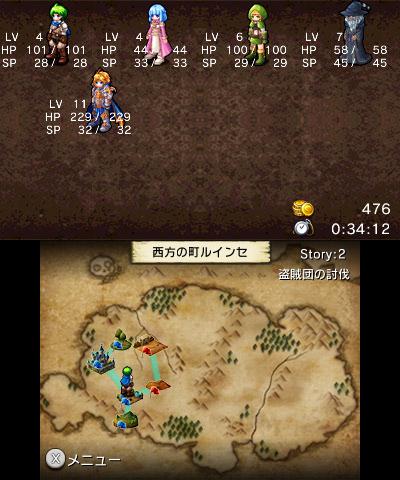 LV 4 LV 4 LV 6 LV 7
HP 101/101 HP 44/44 HP 100/100 HP 58/58
SP 28/28 SP 33/33 SP 29/29 SP 45/45
LV 11
HP 229/229
SP 32/32
476
0:34:12
西方の町ルインセ
Story:2
盗賊団の討伐
Xメニュー